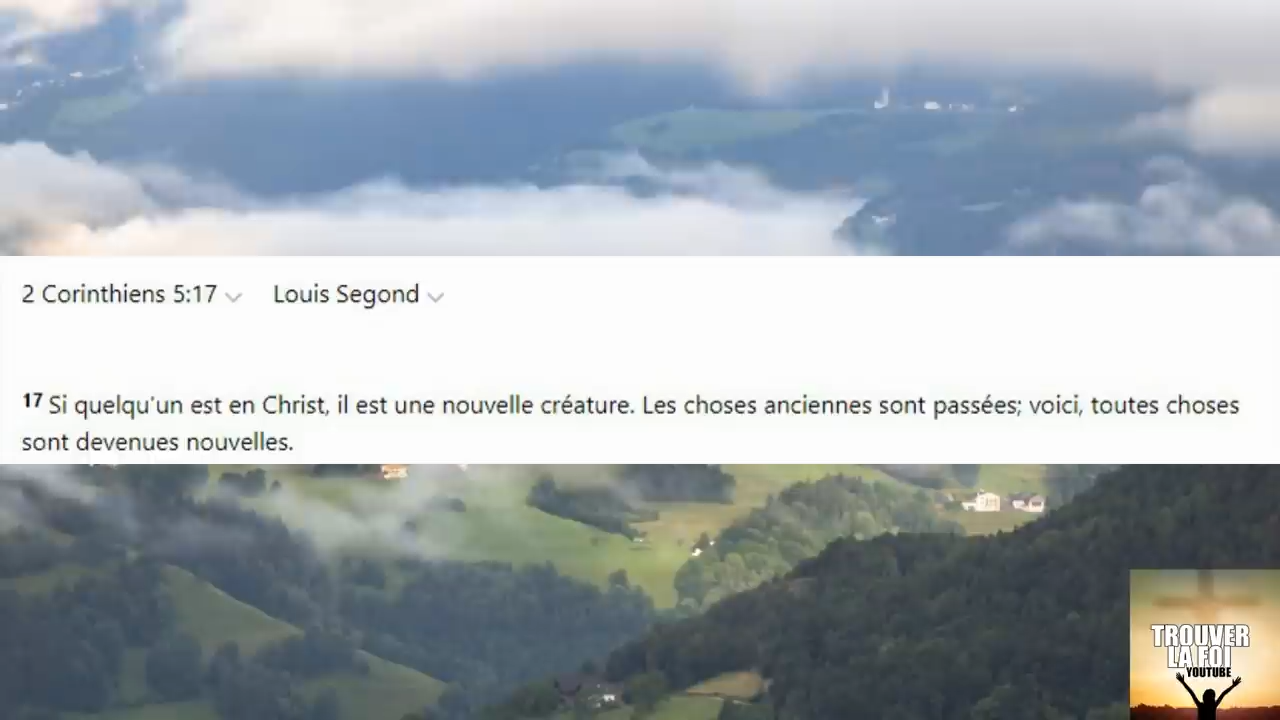 2 Corinthiens 5:17 Louis Segond
17 Si quelqu'un est en Christ, il est une nouvelle créature. Les choses anciennes sont passées; voici, toutes choses
sont devenues nouvelles.
TROUVER
LA FOI
YOUTUBE